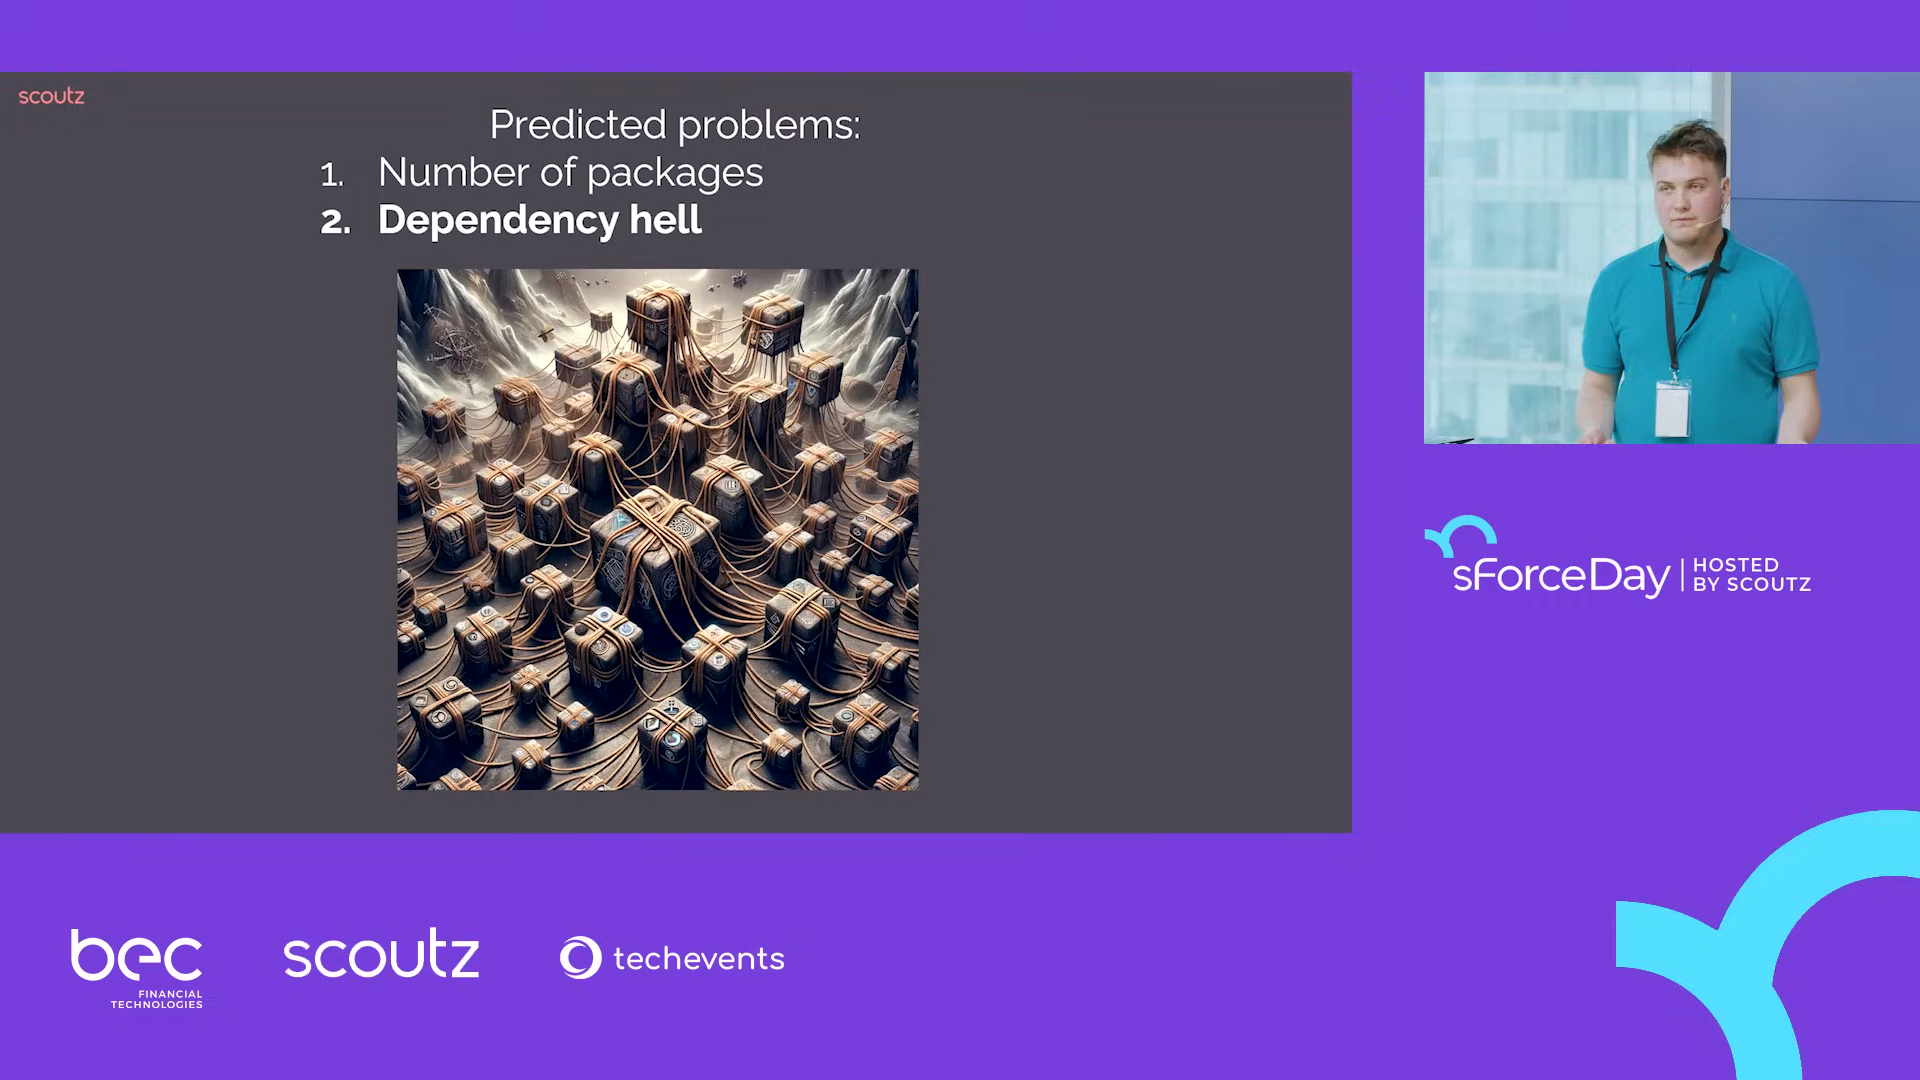 scoutz
Predicted problems:
1. Number of packages
2. Dependency hell
sForceDay
HOSTED
BY SCOUTZ
bec
FINANCIAL
TECHNOLOGIES
scoutz
techevents